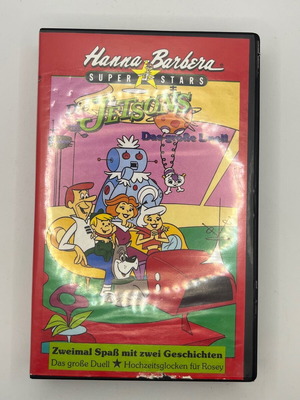 Hanna-Barbera
SUPER STARS
JETSONS
Das große Duell
Zweimal Spaß mit zwei Geschichten
Das große Duell ★ Hochzeitsglocken für Rosey